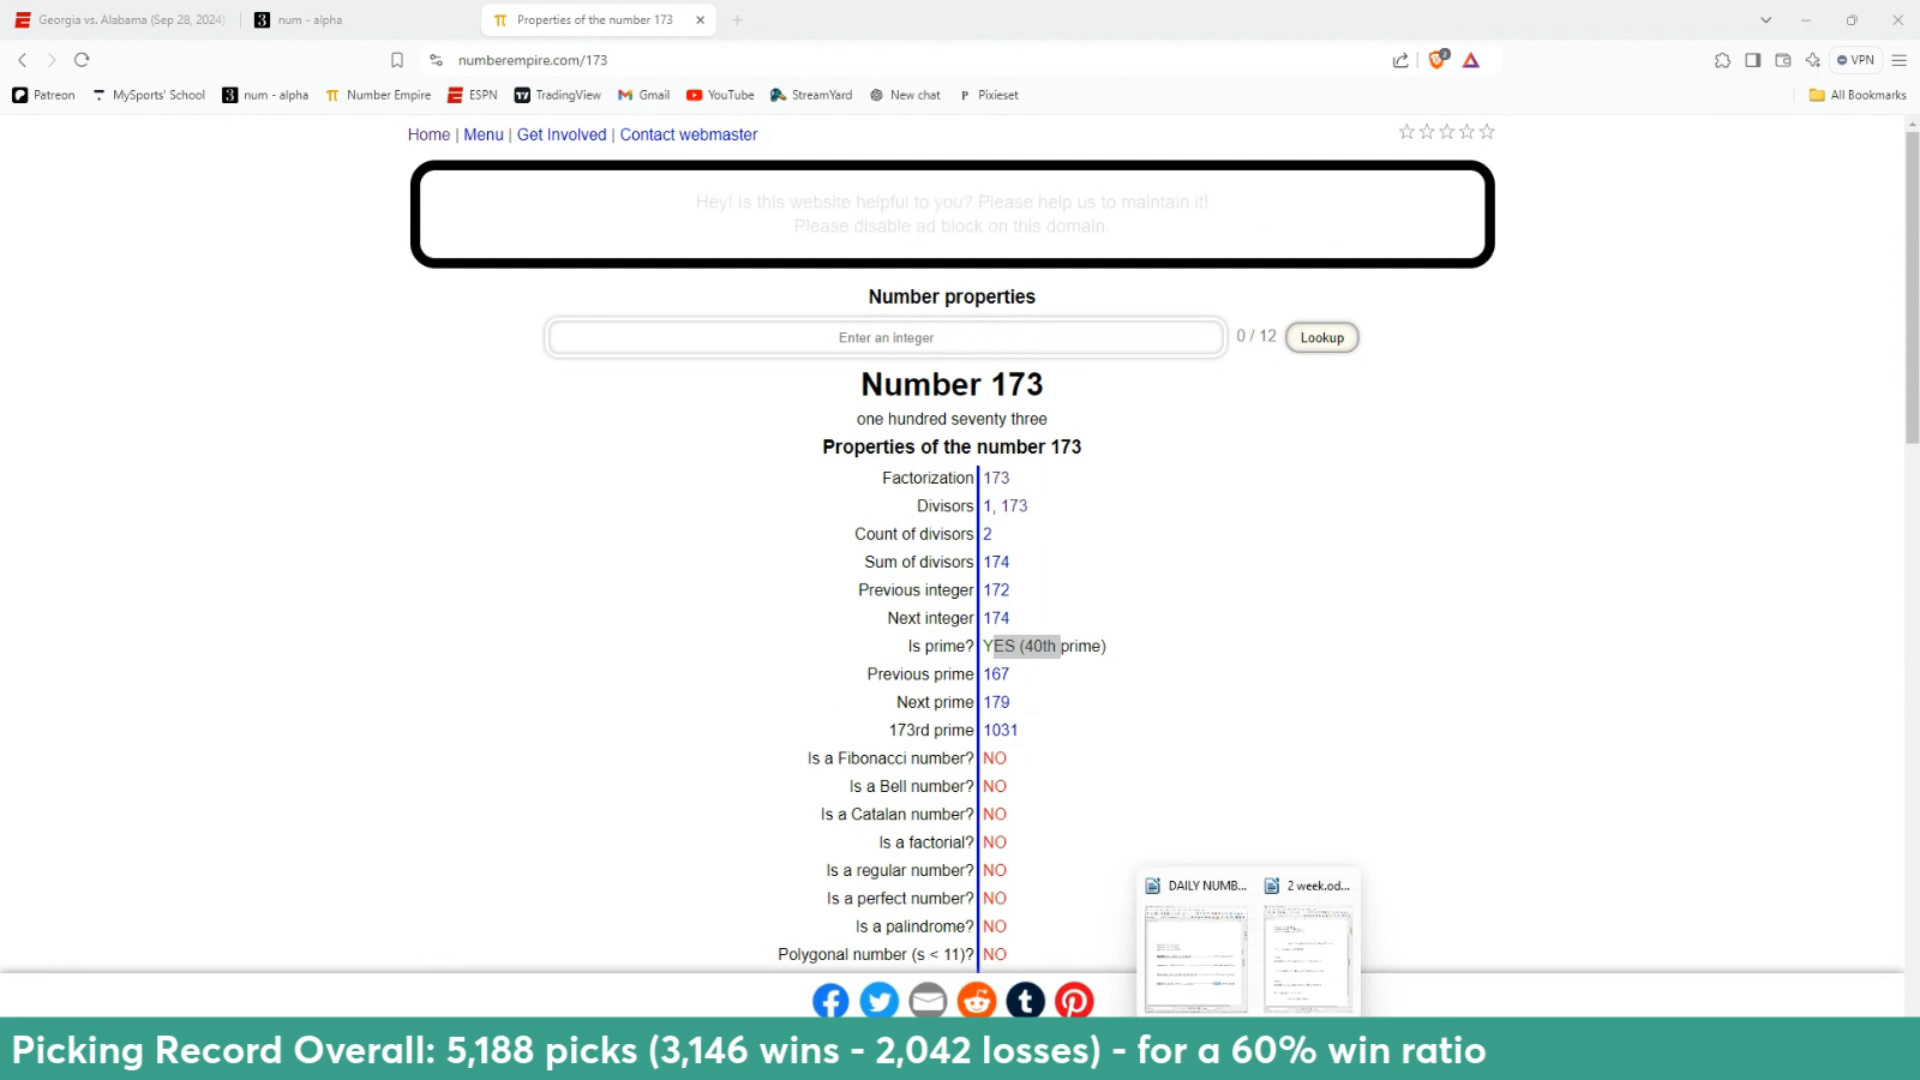 Georgia vs. Alabama (Sep 28, 2024)
num - alpha
Properties of the number 173
numberempire.com/173
2
VPN
Patreon
MySports' School
num - alpha
Number Empire
ESPN
TradingView
Gmail
YouTube
StreamYard
New chat
Pixieset
All Bookmarks
Home | Menu | Get Involved | Contact webmaster
Hey! Is this website helpful to you? Please help us to maintain it!
Please disable ad block on this domain.
Number properties
Enter an integer
0 / 12
Lookup
Number 173
one hundred seventy three
Properties of the number 173
Factorization 173
Divisors 1, 173
Count of divisors 2
Sum of divisors 174
Previous integer 172
Next integer 174
Is prime? YES (40th prime)
Previous prime 167
Next prime 179
173rd prime 1031
Is a Fibonacci number? NO
Is a Bell number? NO
Is a Catalan number? NO
Is a factorial? NO
Is a regular number? NO
Is a perfect number? NO
Is a palindrome? NO
Polygonal number (s < 11)? NO
DAILY NUMB...
2 week.od...
Picking Record Overall: 5,188 picks (3,146 wins - 2,042 losses) - for a 60% win ratio